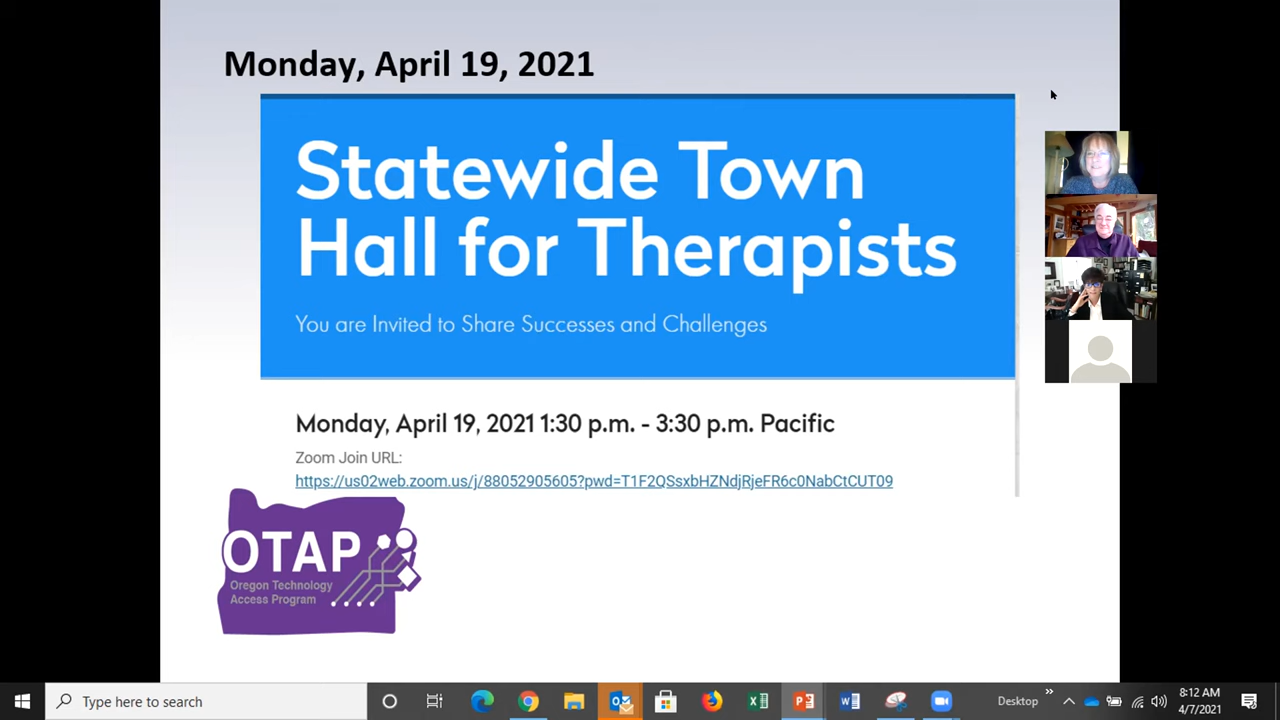 Monday, April 19, 2021
Statewide Town
Hall for Therapists
You are Invited to Share Successes and Challenges
Monday, April 19, 2021 1:30 p.m. - 3:30 p.m. Pacific
Zoom Join URL:
https://us02web.zoom.us/j/88052905605?pwd=T1F2QSsxbHZNdjRjeFR6c0NabCtCUT09
OTAP
Oregon Technology
Access Program
Type here to search
Desktop
8:12 AM
4/7/2021